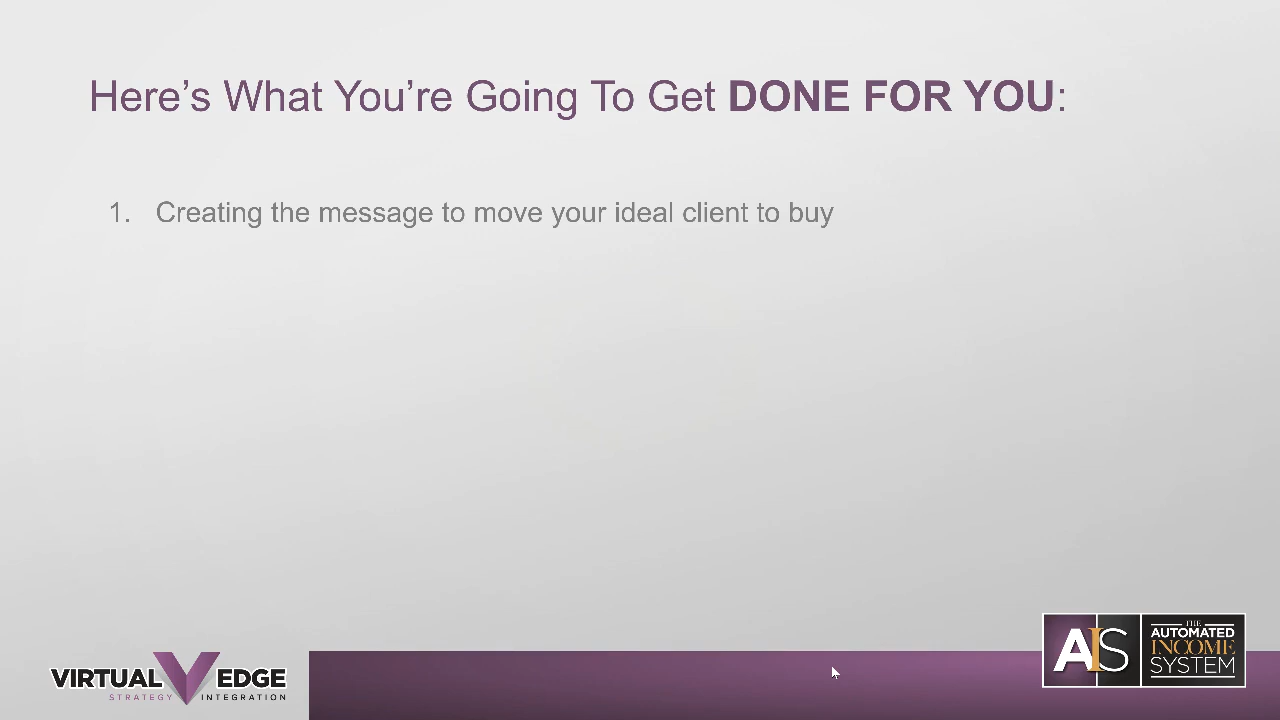 Here’s What You’re Going To Get DONE FOR YOU:
1. Creating the message to move your ideal client to buy
VIRTUAL V EDGE
STRATEGY INTEGRATION
AIS
THE
AUTOMATED
INCOME
SYSTEM